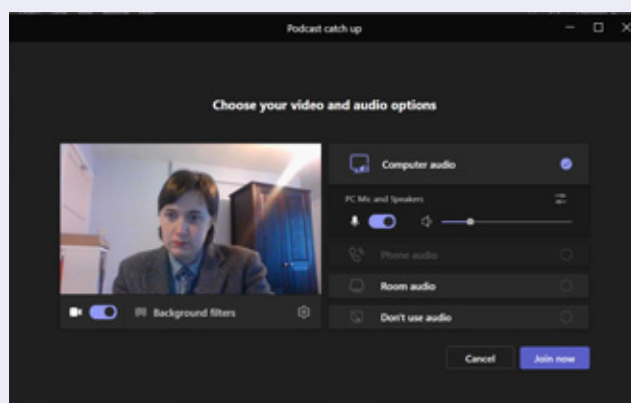 Podcast catch up
Choose your video and audio options
Computer audio
PC Mic and Speakers
Phone audio
Room audio
Background filters
Don't use audio
Cancel
Join now